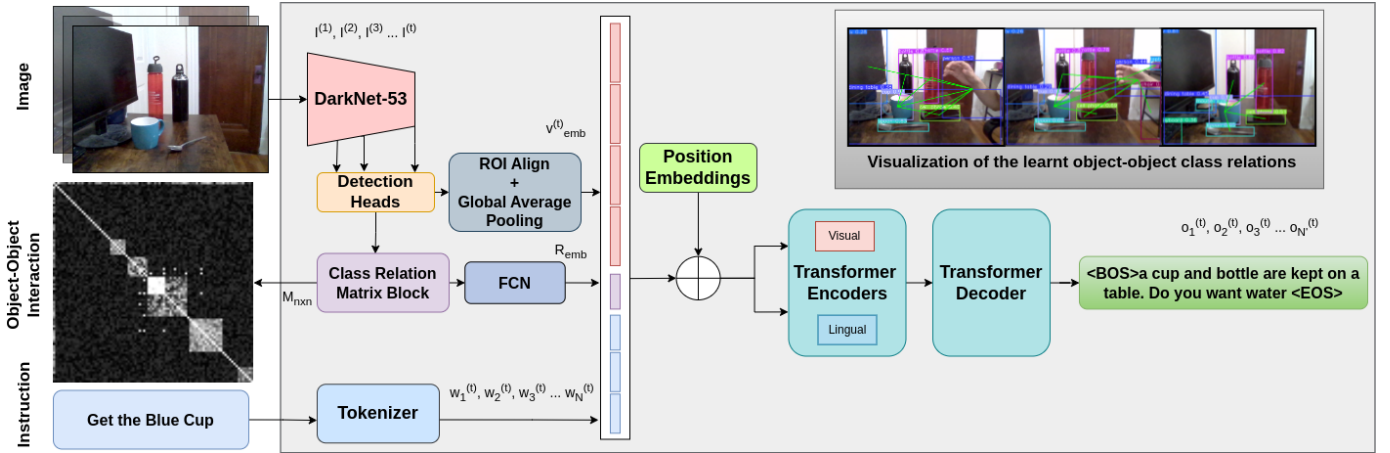 Image
Object-Object
Interaction
Instruction
I(1), I(2), I(3) ... I(t)
DarkNet-53
Detection
Heads
v(t)emb
ROI Align
+
Global Average
Pooling
Class Relation
Matrix Block
Mnxn
FCN
Remb
Get the Blue Cup
Tokenizer
w1(t), w2(t), w3(t) ... wN(t)
Position
Embeddings
Visual
Transformer
Encoders
Lingual
Transformer
Decoder
Visualization of the learnt object-object class relations
o1(t), o2(t), o3(t) ... oN'(t)
<BOS>a cup and bottle are kept on a
table. Do you want water <EOS>